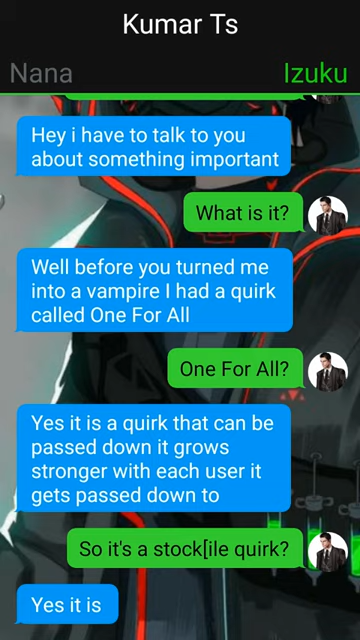 Kumar Ts
Nana
Izuku
Hey i have to talk to you
about something important
What is it?
Well before you turned me
into a vampire I had a quirk
called One For All
One For All?
Yes it is a quirk that can be
passed down it grows
stronger with each user it
gets passed down to
So it's a stock[ile quirk?
Yes it is